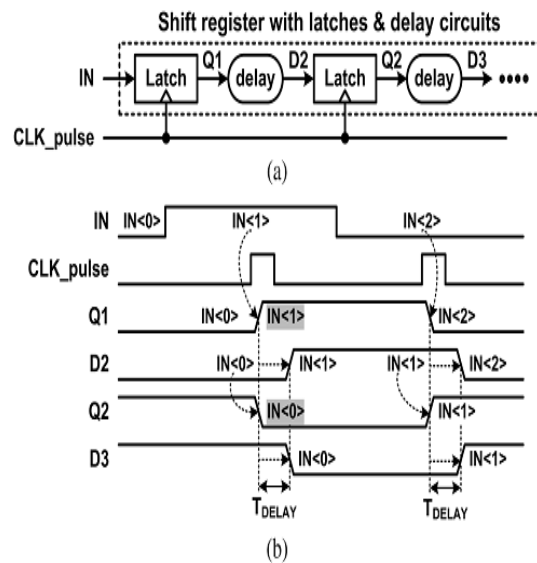 Shift register with latches & delay circuits
IN Latch Q1 delay D2 Latch Q2 delay D3
CLK_pulse
(a)
IN IN<0> IN<1> IN<2>
CLK_pulse
Q1 IN<0> IN<1> IN<2>
D2 IN<0> IN<1> IN<1> IN<2>
Q2 IN<0> IN<1>
D3 IN<0> IN<1>
TDELAY TDELAY
(b)